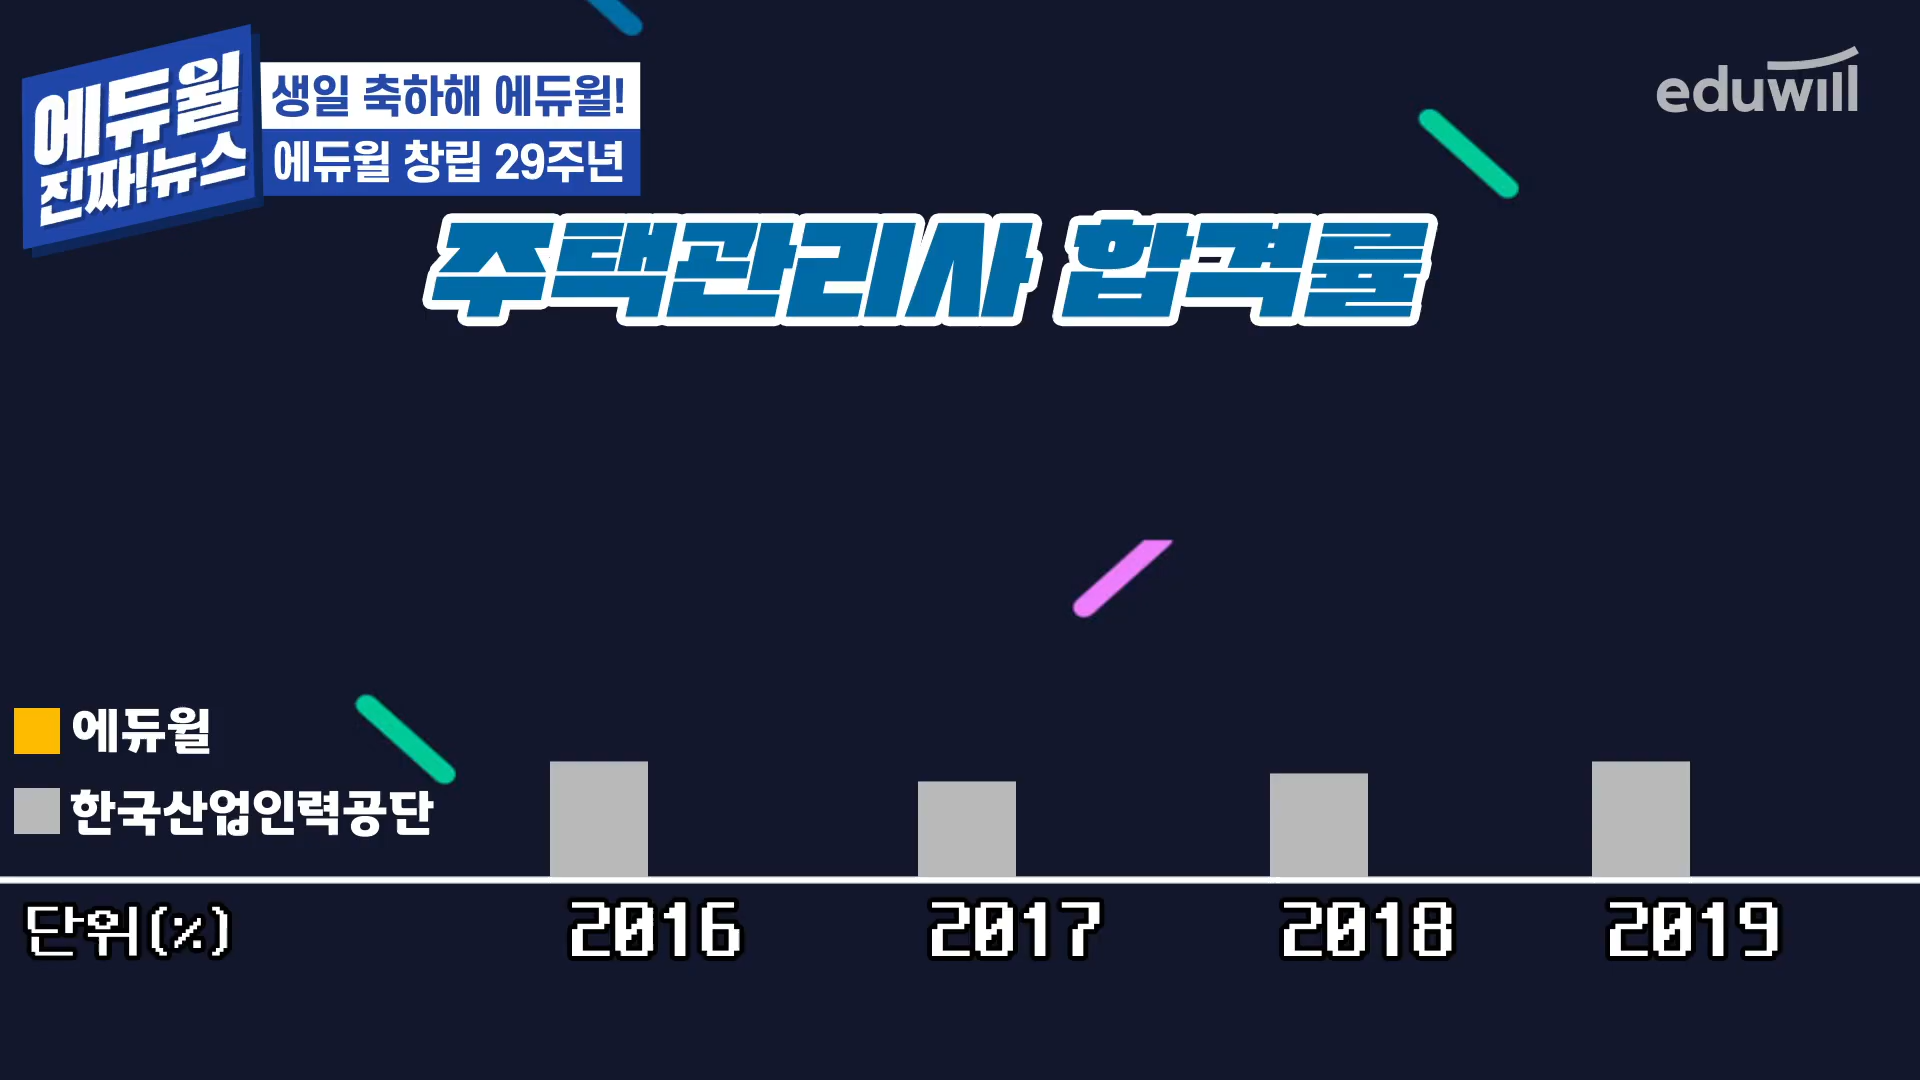 에듀윌
진짜!뉴스
생일 축하해 에듀윌!
에듀윌 창립 29주년
eduwill
주택관리사 합격률
에듀윌
한국산업인력공단
단위(%)
2016
2017
2018
2019